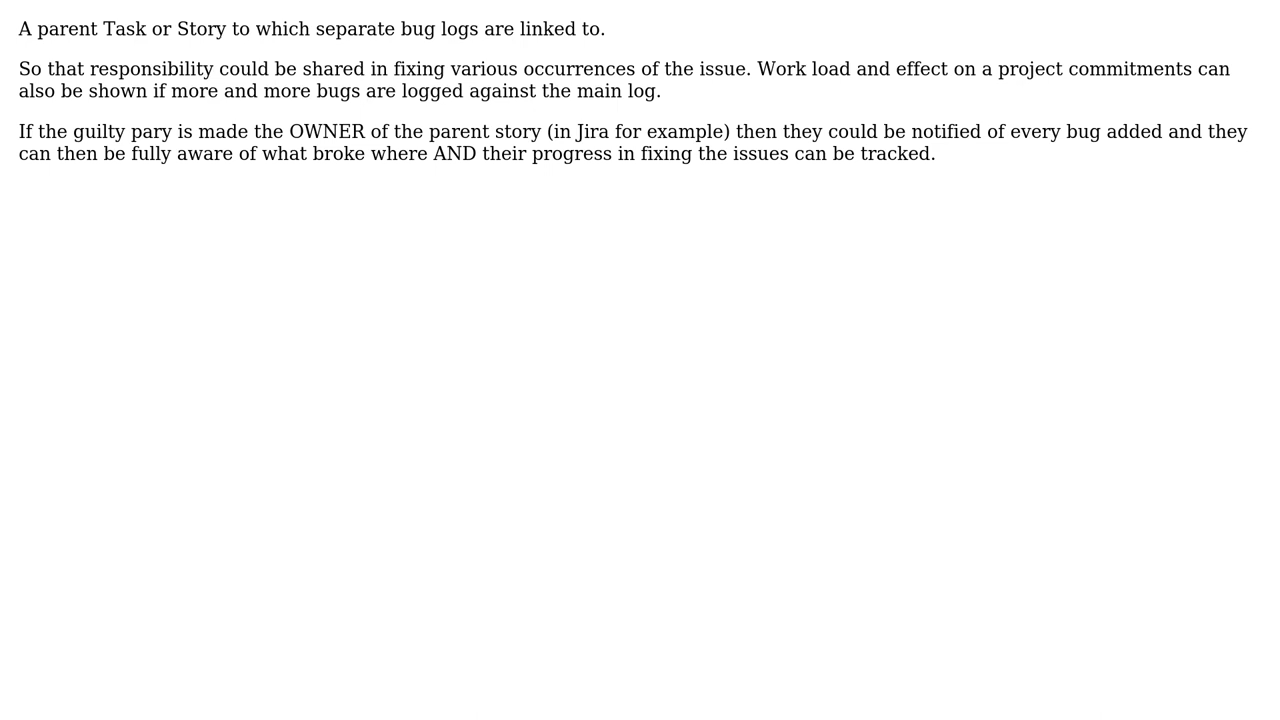 A parent Task or Story to which separate bug logs are linked to.
So that responsibility could be shared in fixing various occurrences of the issue. Work load and effect on a project commitments can
also be shown if more and more bugs are logged against the main log.
If the guilty pary is made the OWNER of the parent story (in Jira for example) then they could be notified of every bug added and they
can then be fully aware of what broke where AND their progress in fixing the issues can be tracked.